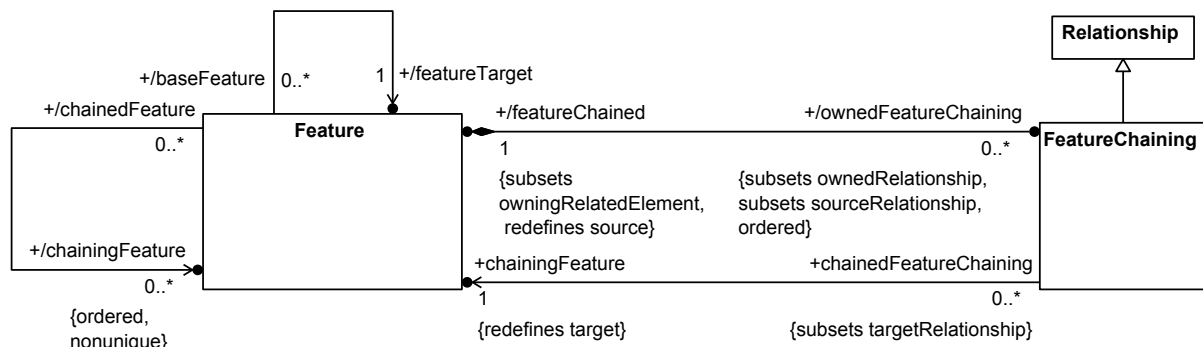 Relationship
+/baseFeature
0..*
1
+/featureTarget
+/chainedFeature
0..*
Feature
+/featureChained
1
+/ownedFeatureChaining
0..*
FeatureChaining
{subsets
owningRelatedElement,
redefines source}
{subsets ownedRelationship,
subsets sourceRelationship,
ordered}
+/chainingFeature
0..*
{ordered,
nonunique}
+chainingFeature
1
{redefines target}
+chainedFeatureChaining
0..*
{subsets targetRelationship}